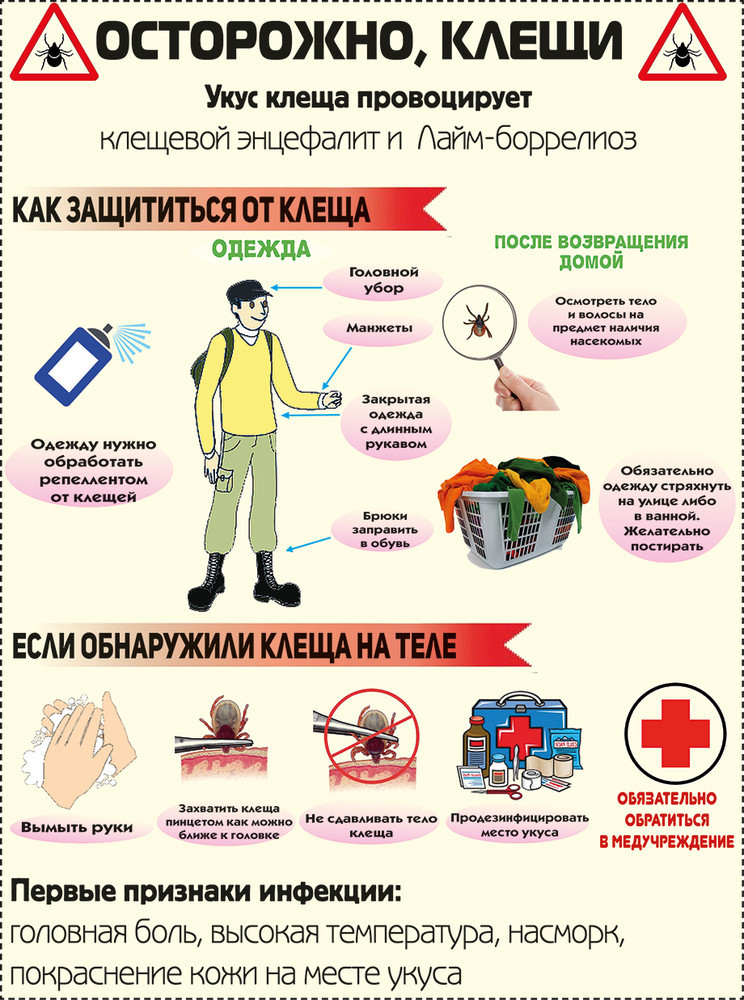 ОСТОРОЖНО, КЛЕЩИ
Укус клеща провоцирует
клещевой энцефалит и Лайм-боррелиоз
КАК ЗАЩИТИТЬСЯ ОТ КЛЕЩА
ОДЕЖДА
ПОСЛЕ ВОЗВРАЩЕНИЯ
ДОМОЙ
Головной
убор
Манжеты
Закрытая
одежда
с длинным
рукавом
Брюки
заправить
в обувь
Одежду нужно
обработать
репеллентом
от клещей
Осмотреть тело
и волосы на
предмет наличия
насекомых
Обязательно
одежду стряхнуть
на улице либо
в ванной.
Желательно
постирать
ЕСЛИ ОБНАРУЖИЛИ КЛЕЩА НА ТЕЛЕ
Вымыть руки
Захватить клеща
пинцетом как можно
ближе к головке
Не сдавливать тело
клеща
Продезинфицировать
место укуса
ОБЯЗАТЕЛЬНО
ОБРАТИТЬСЯ
В МЕДУЧРЕЖДЕНИЕ
Первые признаки инфекции:
головная боль, высокая температура, насморк,
покраснение кожи на месте укуса